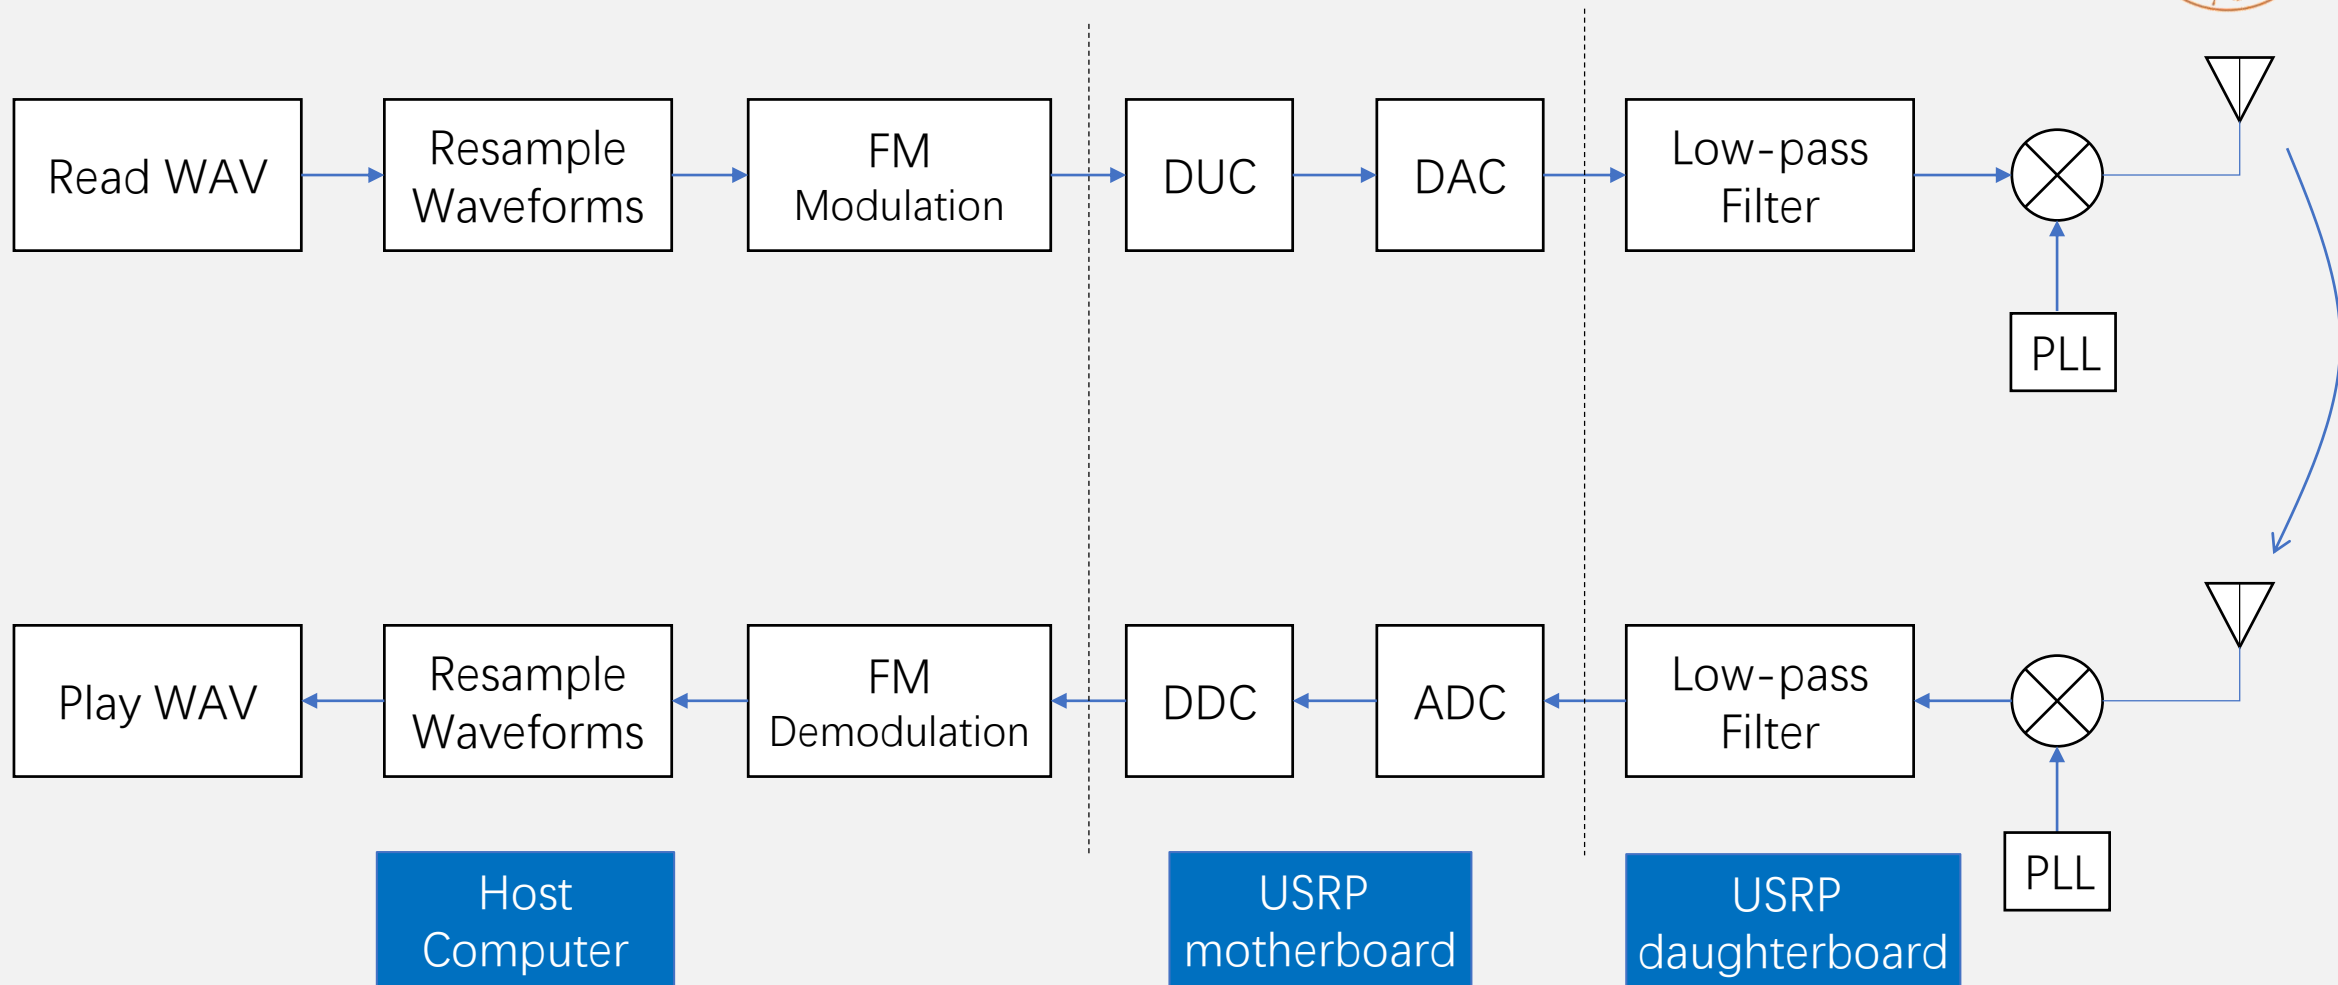 Read WAV
Resample
Waveforms
FM
Modulation
DUC
DAC
Low-pass
Filter
PLL
Play WAV
Resample
Waveforms
FM
Demodulation
DDC
ADC
Low-pass
Filter
PLL
Host
Computer
USRP
motherboard
USRP
daughterboard